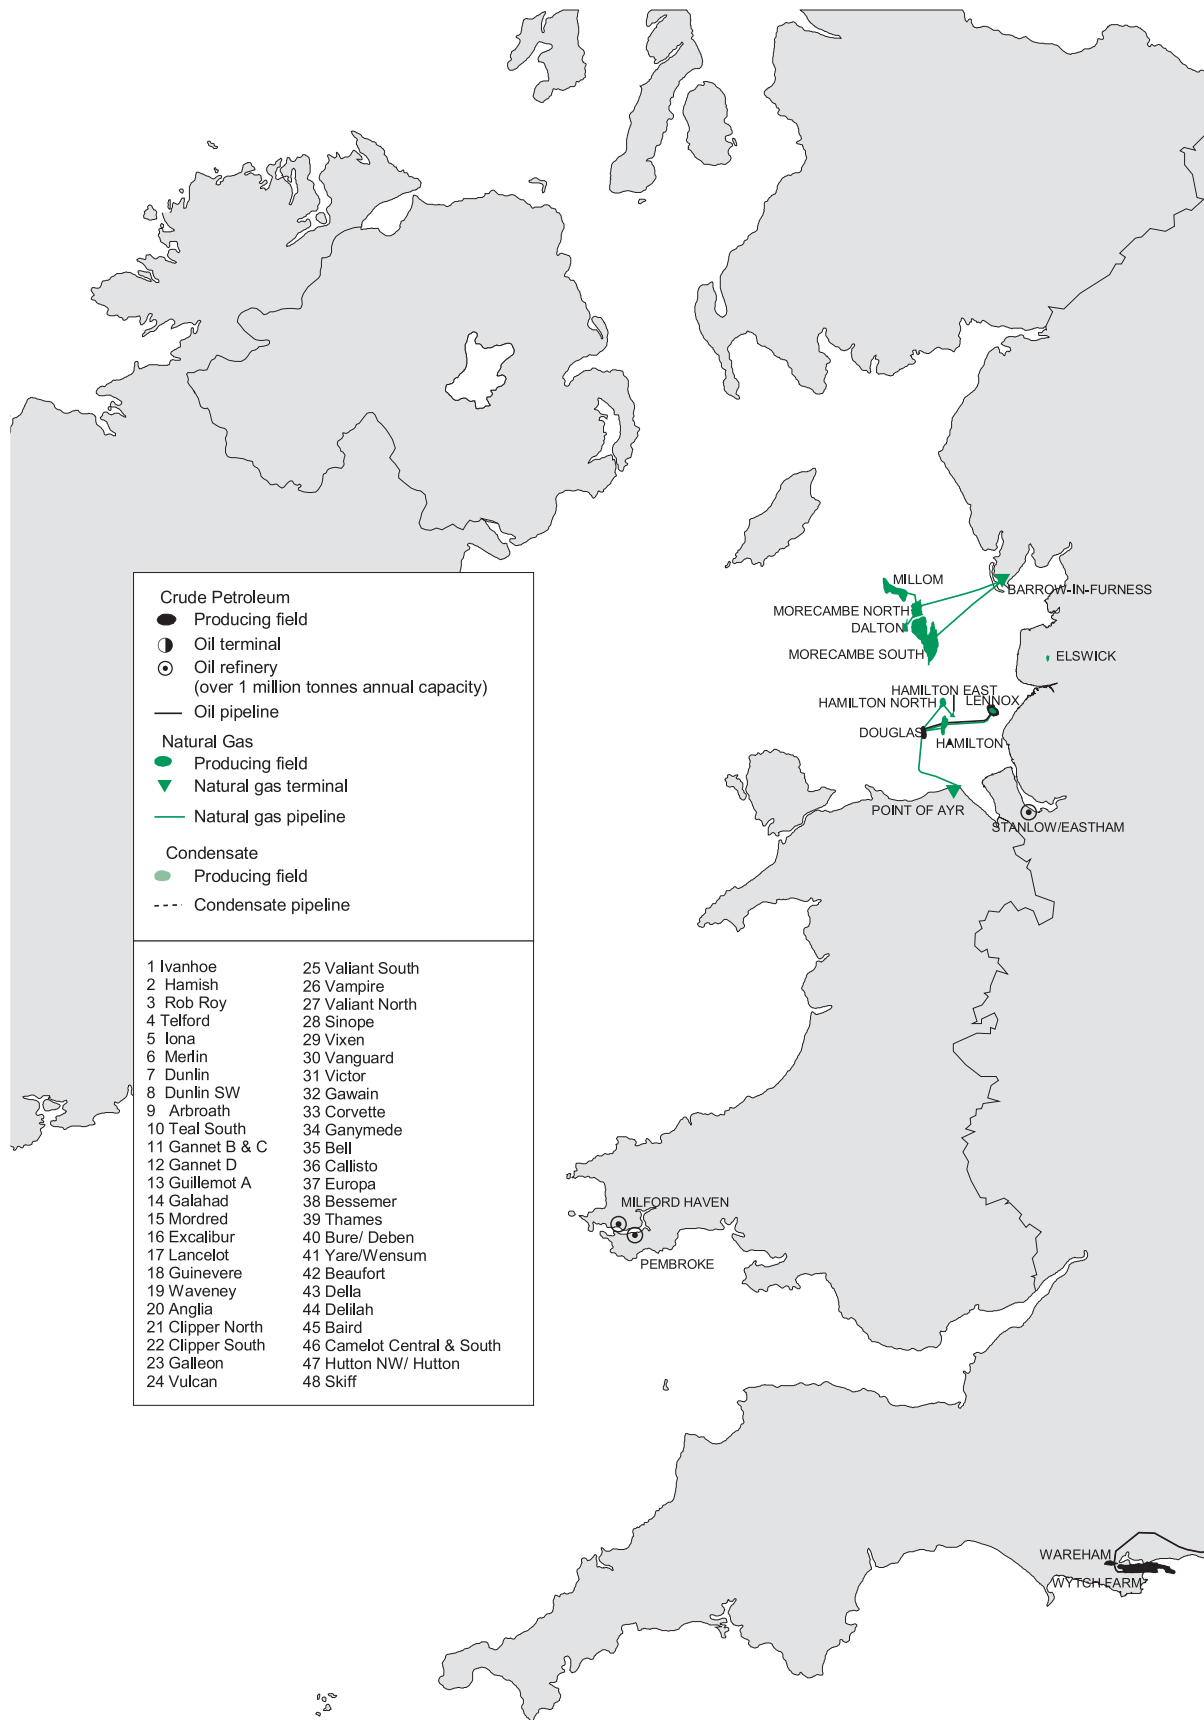 MILLOM
BARROW-IN-FURNESS
MORECAMBE NORTH
DALTON
MORECAMBE SOUTH
ELSWICK
HAMILTON EAST
HAMILTON NORTH
LENNOX
DOUGLAS
HAMILTON
POINT OF AYR
STANLOW/EASTHAM
Crude Petroleum
Producing field
Oil terminal
Oil refinery
(over 1 million tonnes annual capacity)
Oil pipeline
Natural Gas
Producing field
Natural gas terminal
Natural gas pipeline
Condensate
Producing field
Condensate pipeline
1 Ivanhoe
2 Hamish
3 Rob Roy
4 Telford
5 Iona
6 Merlin
7 Dunlin
8 Dunlin SW
9 Arbroath
10 Teal South
11 Gannet B & C
12 Gannet D
13 Guillemot A
14 Galahad
15 Mordred
16 Excalibur
17 Lancelot
18 Guinevere
19 Waveney
20 Anglia
21 Clipper North
22 Clipper South
23 Galleon
24 Vulcan
25 Valiant South
26 Vampire
27 Valiant North
28 Sinope
29 Vixen
30 Vanguard
31 Victor
32 Gawain
33 Corvette
34 Ganymede
35 Bell
36 Callisto
37 Europa
38 Bessemer
39 Thames
40 Bure/ Deben
41 Yare/Wensum
42 Beaufort
43 Della
44 Delilah
45 Baird
46 Camelot Central & South
47 Hutton NW/ Hutton
48 Skiff
MILFORD HAVEN
PEMBROKE
WAREHAM
WYTCH FARM